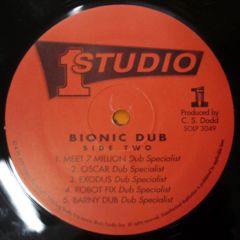 1 STUDIO
BIONIC DUB
SIDE TWO
1
Produced by
C. S. Dodd
SOLP 3049
1. MEET 7 MILLION Dub Specialist
2. OSCAR Dub Specialist
3. EXODUS Dub Specialist
4. ROBOT FIX Dub Specialist
5. BARNY DUB Dub Specialist